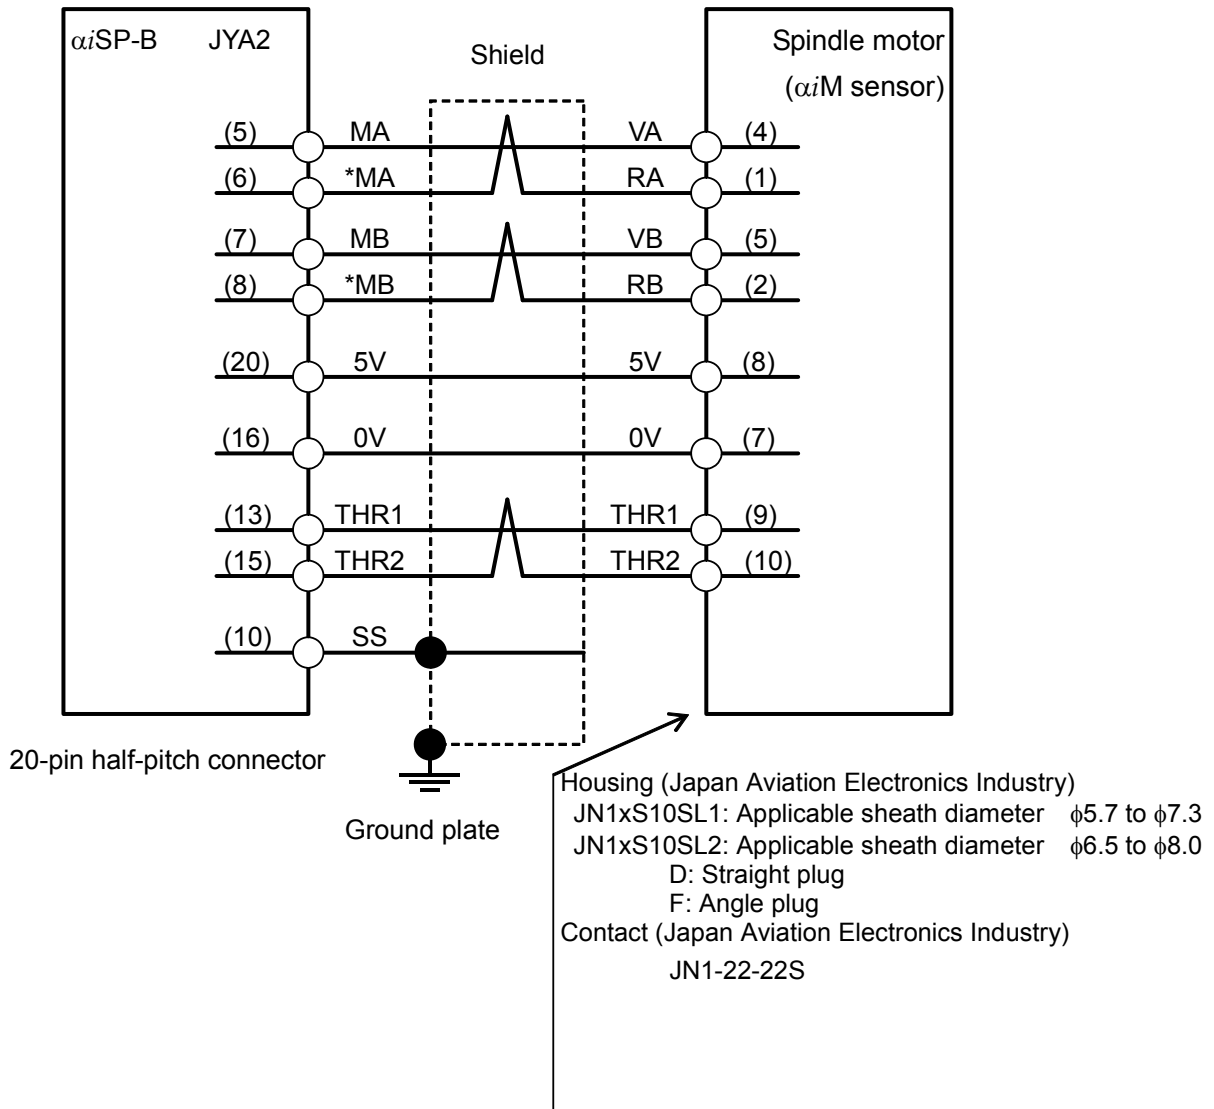 αiSP-B JYA2
Shield
Spindle motor
(αiM sensor)
(5) MA VA (4)
(6) *MA RA (1)
(7) MB VB (5)
(8) *MB RB (2)
(20) 5V 5V (8)
(16) 0V 0V (7)
(13) THR1 THR1 (9)
(15) THR2 THR2 (10)
(10) SS
20-pin half-pitch connector
Ground plate
Housing (Japan Aviation Electronics Industry)
JN1xS10SL1: Applicable sheath diameter ϕ5.7 to ϕ7.3
JN1xS10SL2: Applicable sheath diameter ϕ6.5 to ϕ8.0
D: Straight plug
F: Angle plug
Contact (Japan Aviation Electronics Industry)
JN1-22-22S